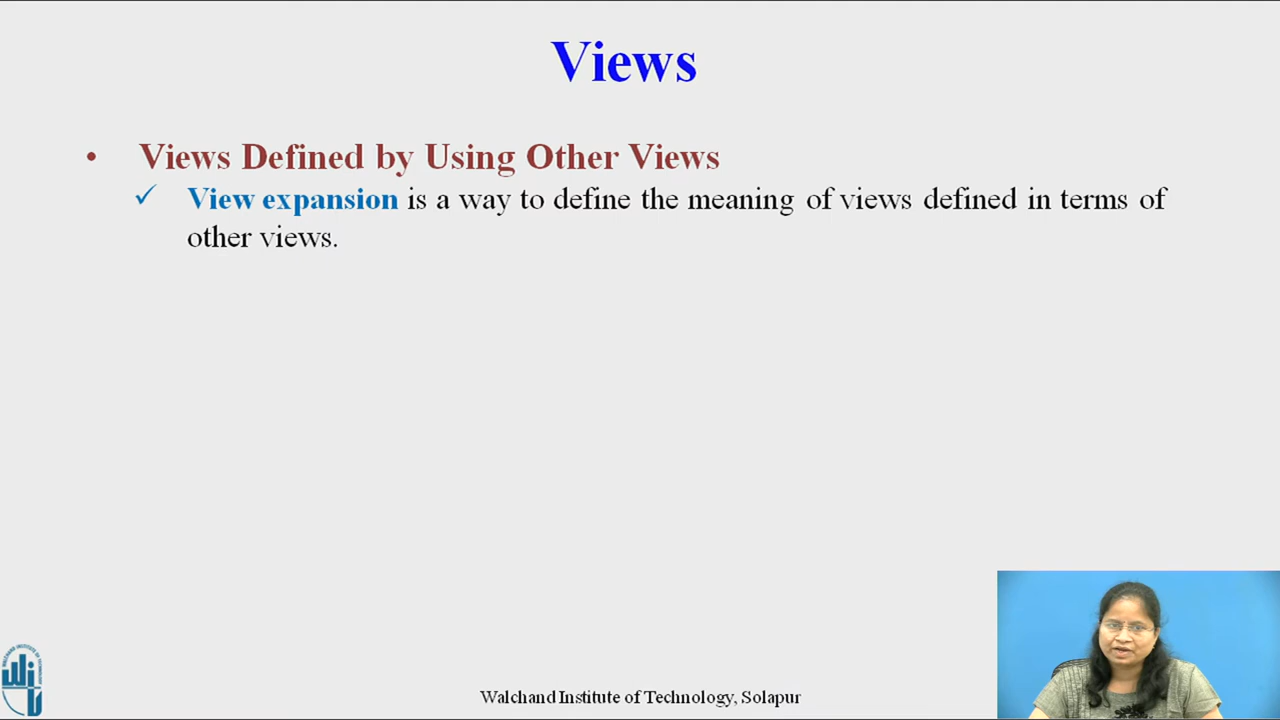 Views
• Views Defined by Using Other Views
✓ View expansion is a way to define the meaning of views defined in terms of
other views.
Walchand Institute of Technology, Solapur